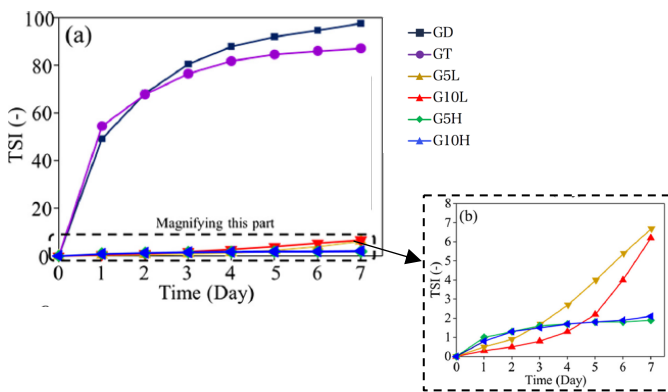 (a)
TSI (-)
100
80
60
40
20
0
Magnifying this part
0 1 2 3 4 5 6 7
Time (Day)
GD
GT
G5L
G10L
G5H
G10H
(b)
TSI (-)
8
7
6
5
4
3
2
1
0
0 1 2 3 4 5 6 7
Time (Day)